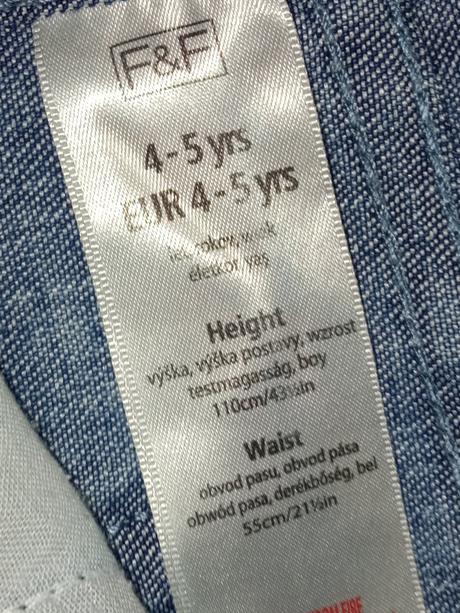 F&F
4-5 yrs
EUR 4-5 yrs
életkor, yaş
Height
výška, výška postavy, wzrost
testmagasság, boy
110cm/43½in
Waist
obvod pasu, obvod pása
obwód pasa, derékbőség, bel
55cm/21½in
FIRE